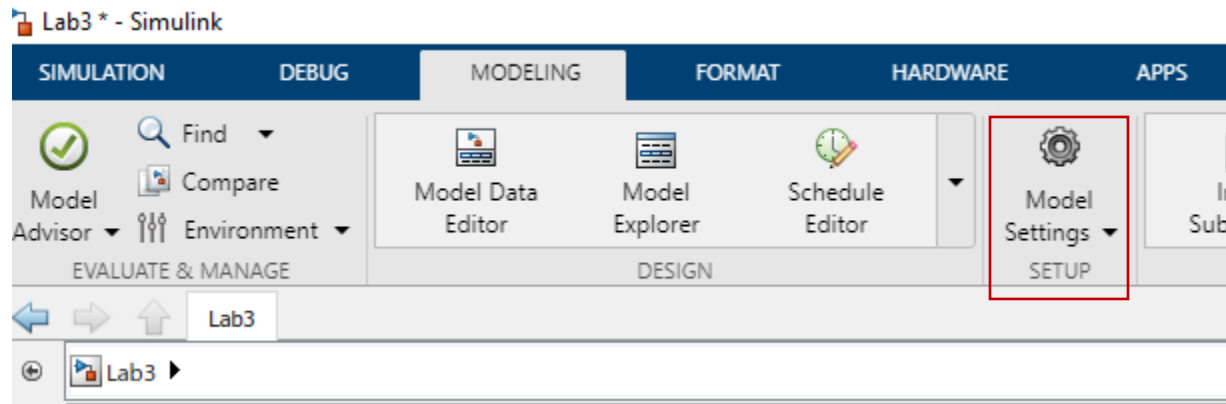 Lab3 * - Simulink
SIMULATION DEBUG MODELING FORMAT HARDWARE APPS
Find
Compare
Environment
Model
Advisor
EVALUATE & MANAGE
Model Data
Editor
Model
Explorer
Schedule
Editor
DESIGN
Model
Settings
SETUP
Sub
Lab3
Lab3